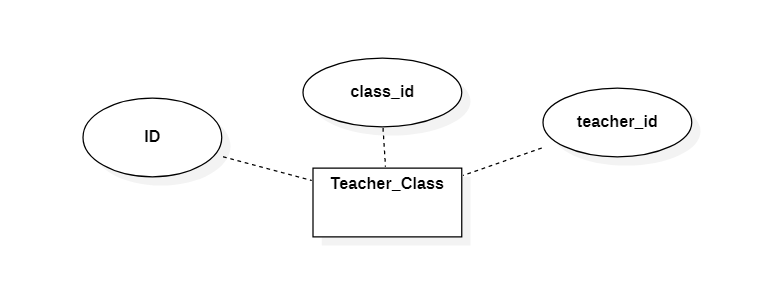 class_id
teacher_id
ID
Teacher_Class